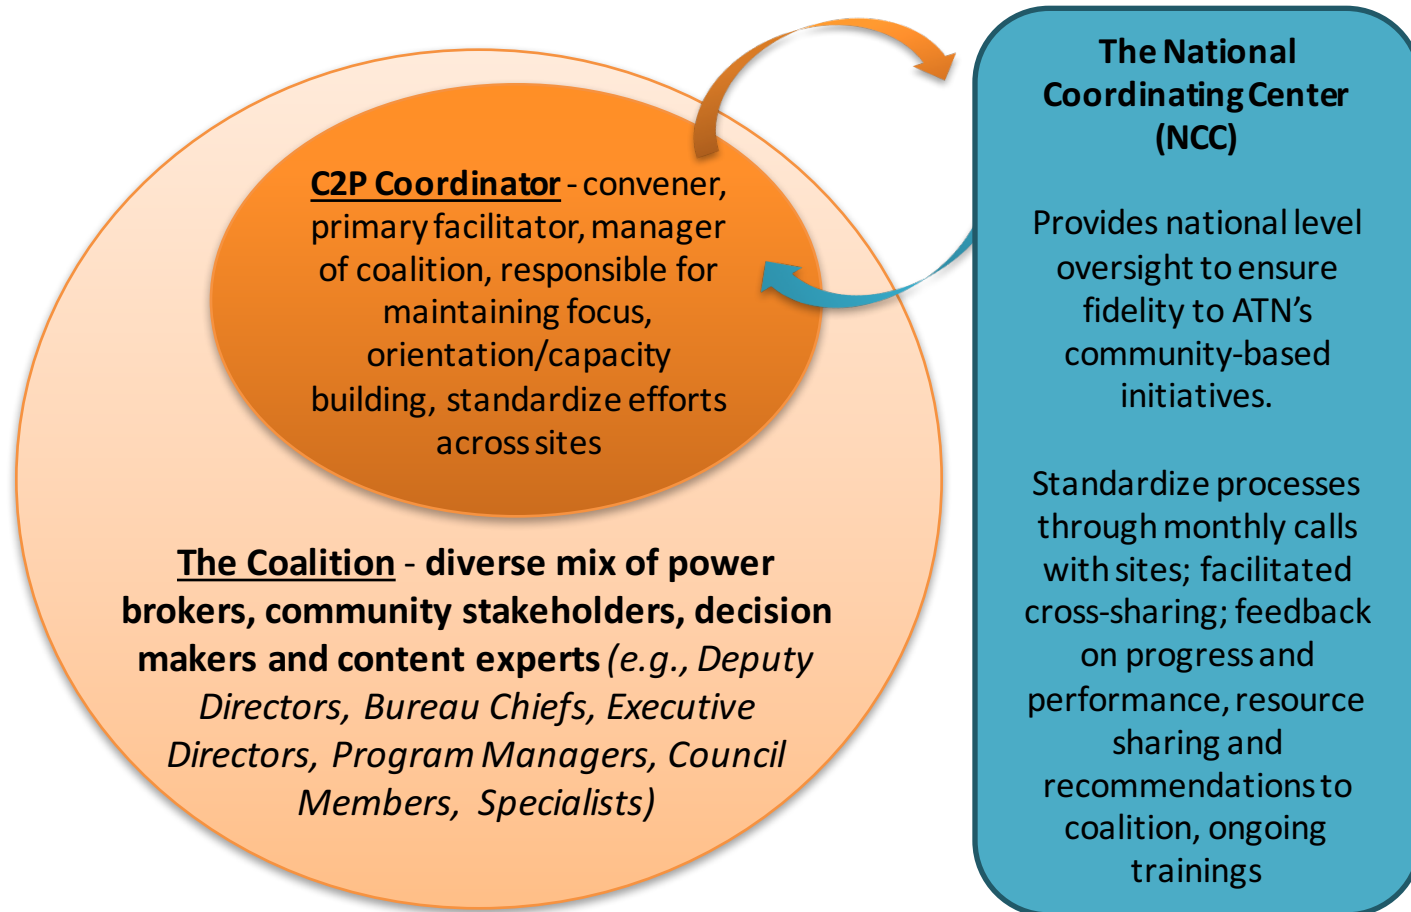 C2P Coordinator - convener,
primary facilitator, manager
of coalition, responsible for
maintaining focus,
orientation/capacity
building, standardize efforts
across sites
The Coalition - diverse mix of power
brokers, community stakeholders, decision
makers and content experts (e.g., Deputy
Directors, Bureau Chiefs, Executive
Directors, Program Managers, Council
Members, Specialists)
The National
Coordinating Center
(NCC)
Provides national level
oversight to ensure
fidelity to ATN’s
community-based
initiatives.
Standardize processes
through monthly calls
with sites; facilitated
cross-sharing; feedback
on progress and
performance, resource
sharing and
recommendations to
coalition, ongoing
trainings